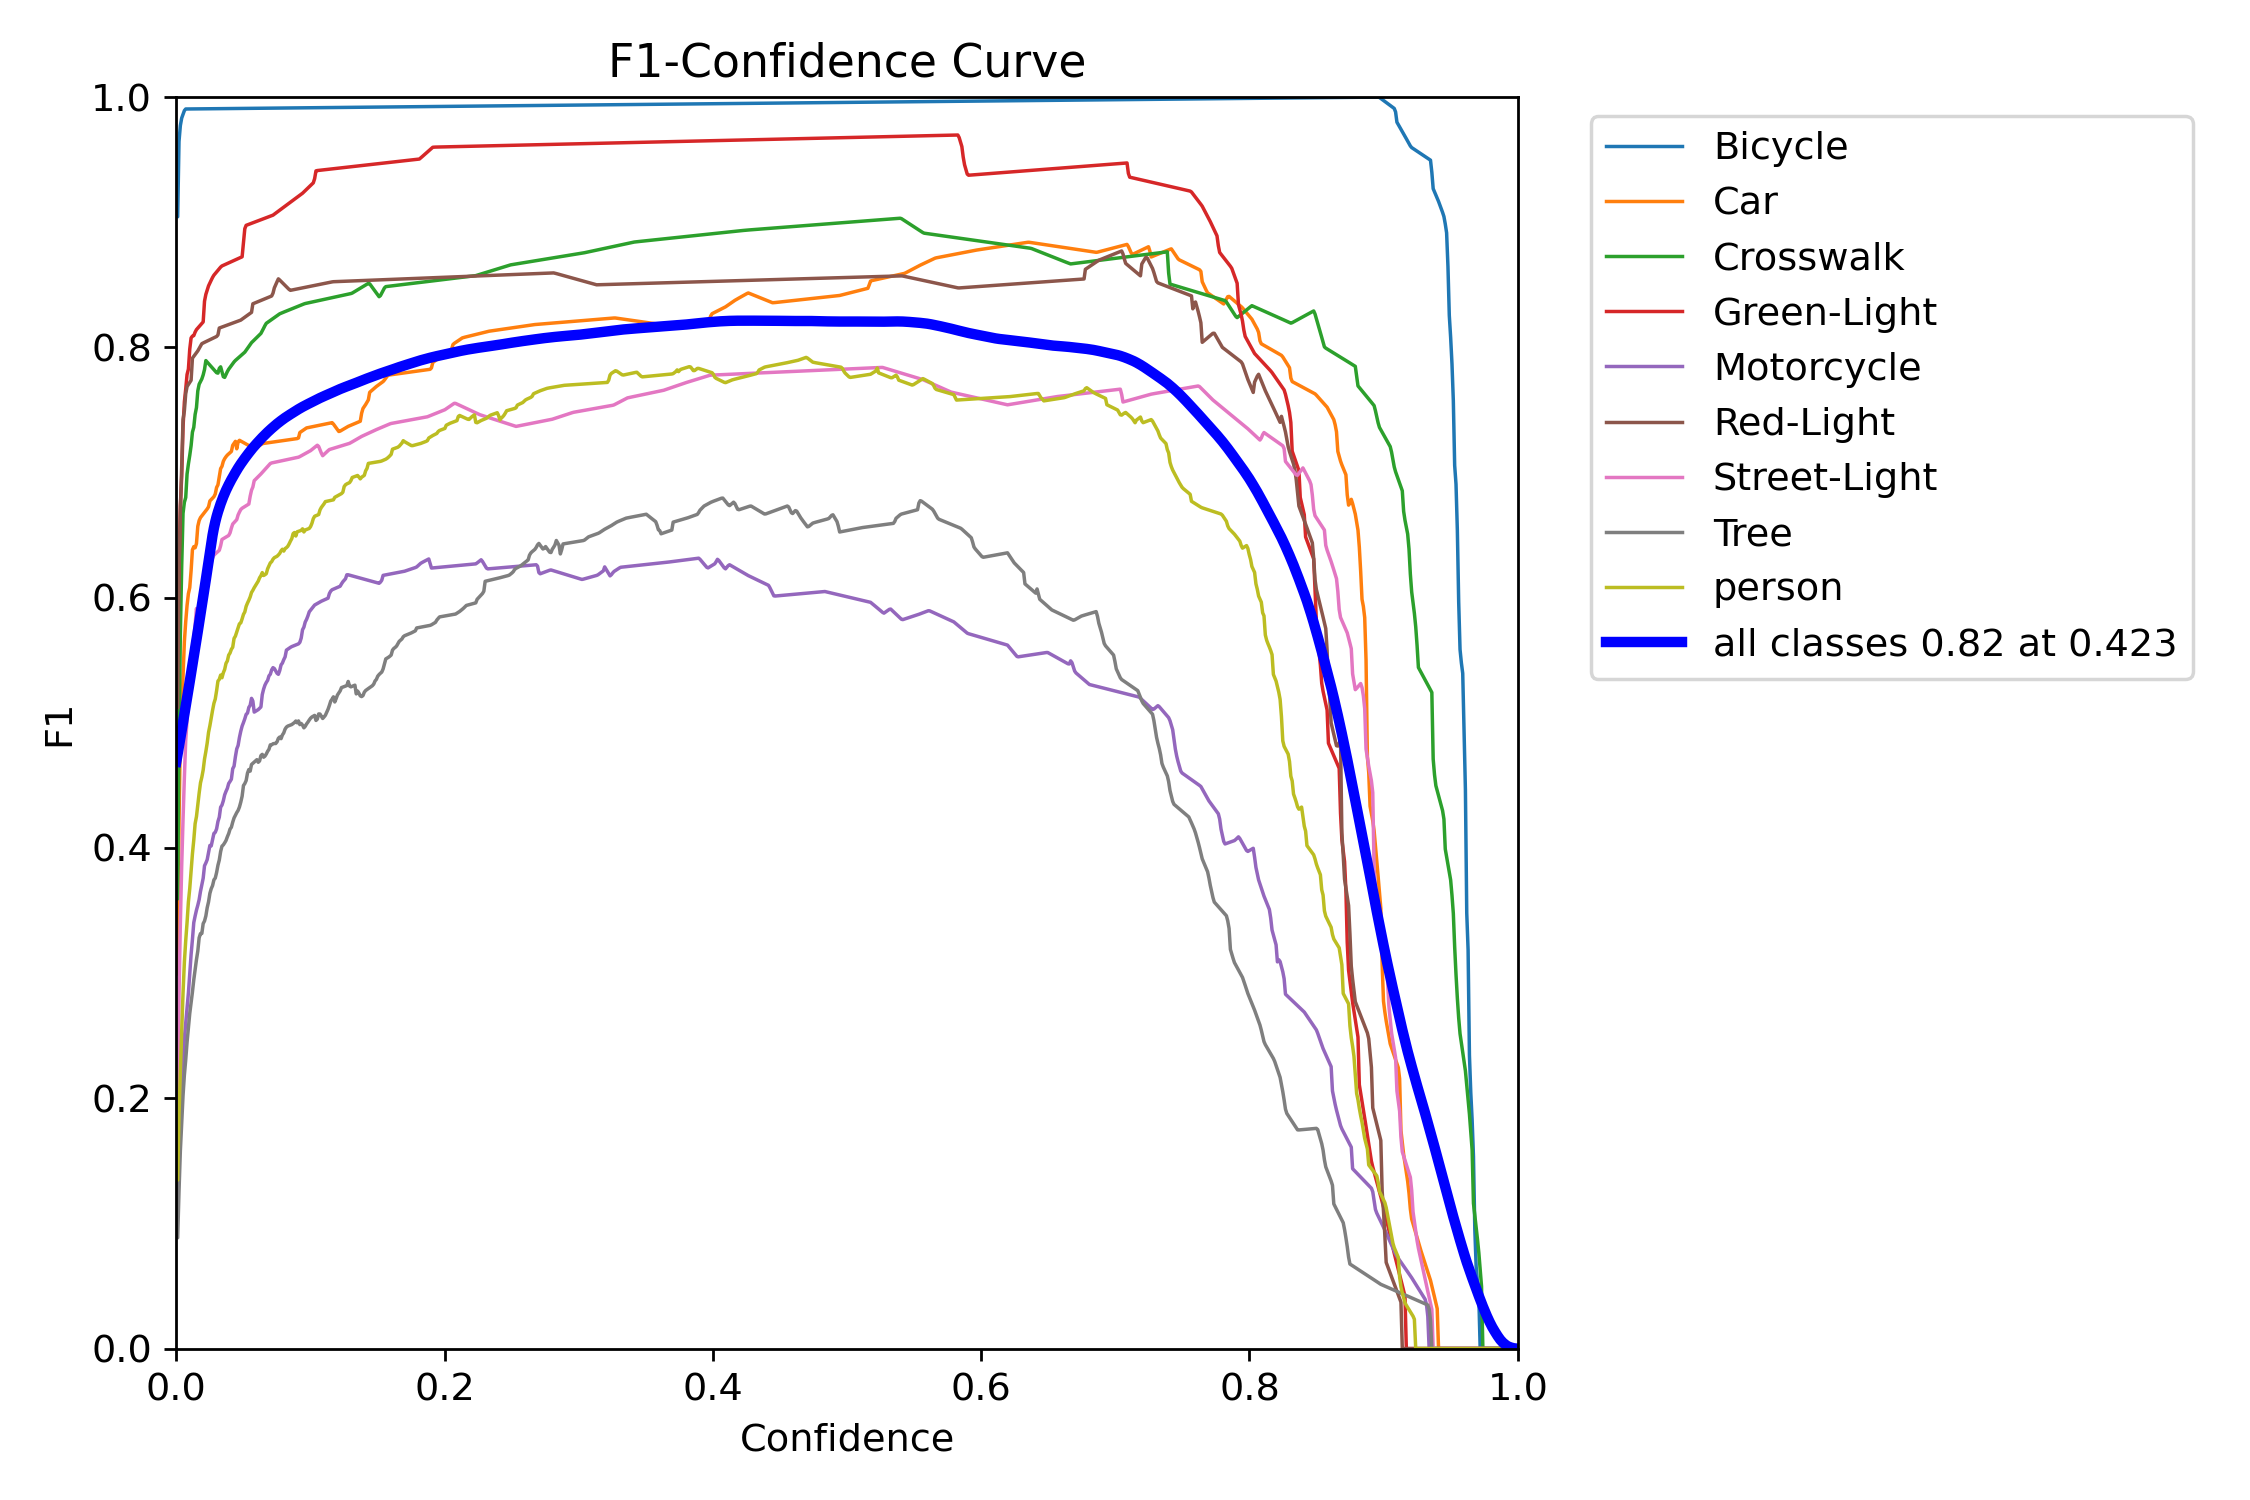 F1-Confidence Curve
1.0
0.8
0.6
0.4
0.2
0.0
F1
0.0 0.2 0.4 0.6 0.8 1.0
Confidence
Bicycle
Car
Crosswalk
Green-Light
Motorcycle
Red-Light
Street-Light
Tree
person
all classes 0.82 at 0.423